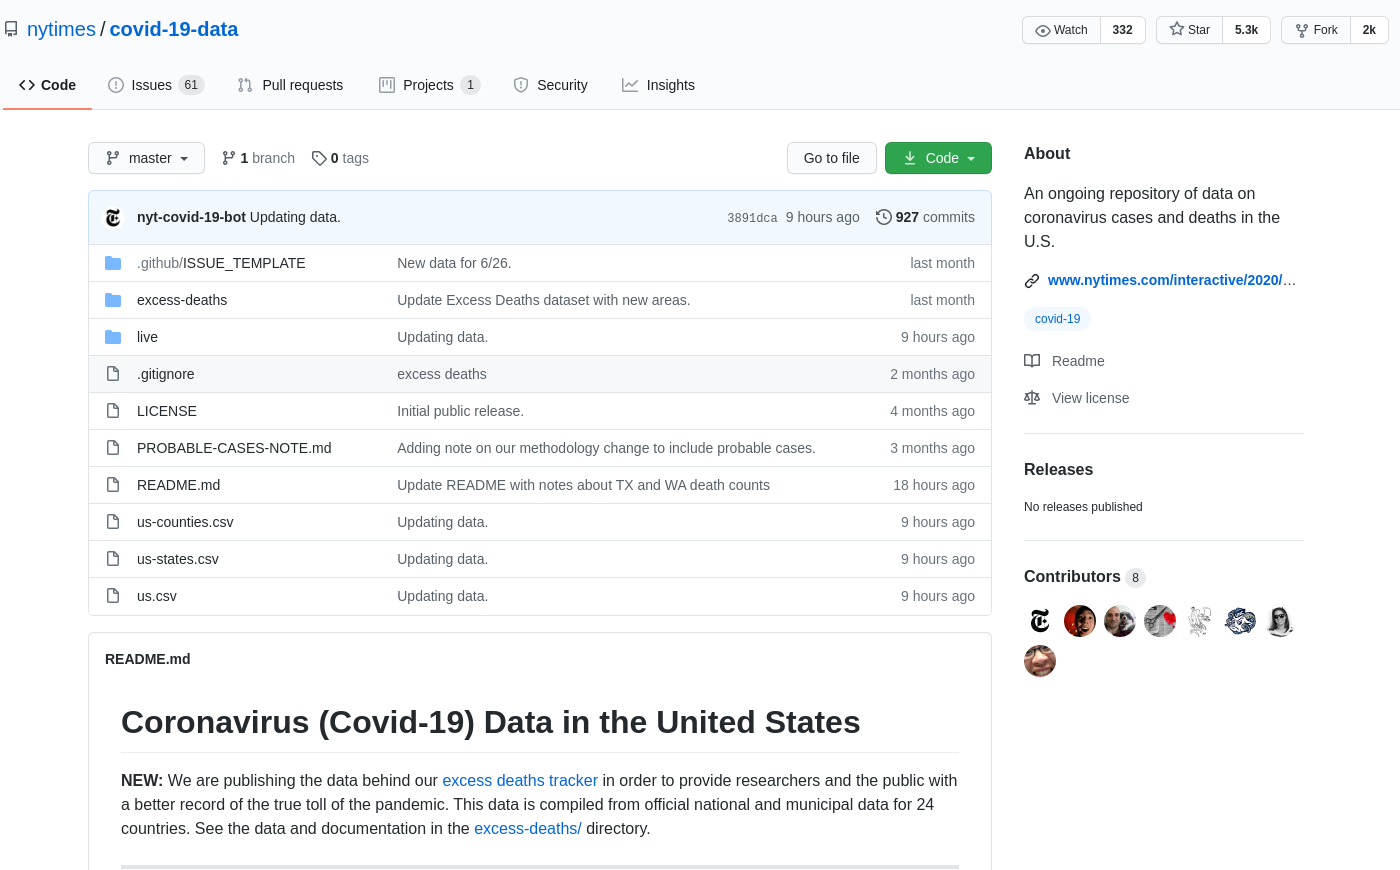 nytimes / covid-19-data
Watch 332 Star 5.3k Fork 2k
Code Issues 61 Pull requests Projects 1 Security Insights
master 1 branch 0 tags Go to file Code
nyt-covid-19-bot Updating data. 3891dca 9 hours ago 927 commits
.github/ISSUE_TEMPLATE New data for 6/26. last month
excess-deaths Update Excess Deaths dataset with new areas. last month
live Updating data. 9 hours ago
.gitignore excess deaths 2 months ago
LICENSE Initial public release. 4 months ago
PROBABLE-CASES-NOTE.md Adding note on our methodology change to include probable cases. 3 months ago
README.md Update README with notes about TX and WA death counts 18 hours ago
us-counties.csv Updating data. 9 hours ago
us-states.csv Updating data. 9 hours ago
us.csv Updating data. 9 hours ago
README.md
Coronavirus (Covid-19) Data in the United States
NEW: We are publishing the data behind our excess deaths tracker in order to provide researchers and the public with
a better record of the true toll of the pandemic. This data is compiled from official national and municipal data for 24
countries. See the data and documentation in the excess-deaths/ directory.
About
An ongoing repository of data on
coronavirus cases and deaths in the
U.S.
www.nytimes.com/interactive/2020/…
covid-19
Readme
View license
Releases
No releases published
Contributors 8